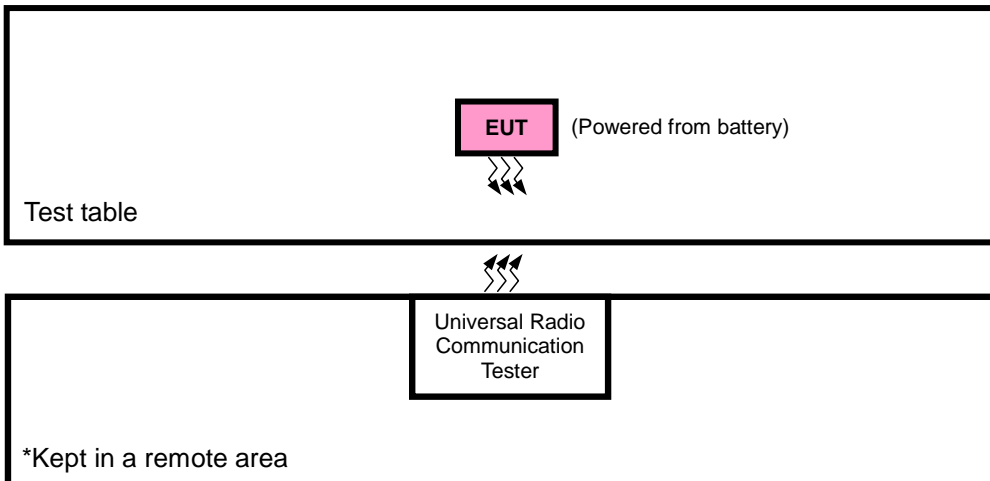 EUT
(Powered from battery)
Test table
Universal Radio
Communication
Tester
*Kept in a remote area